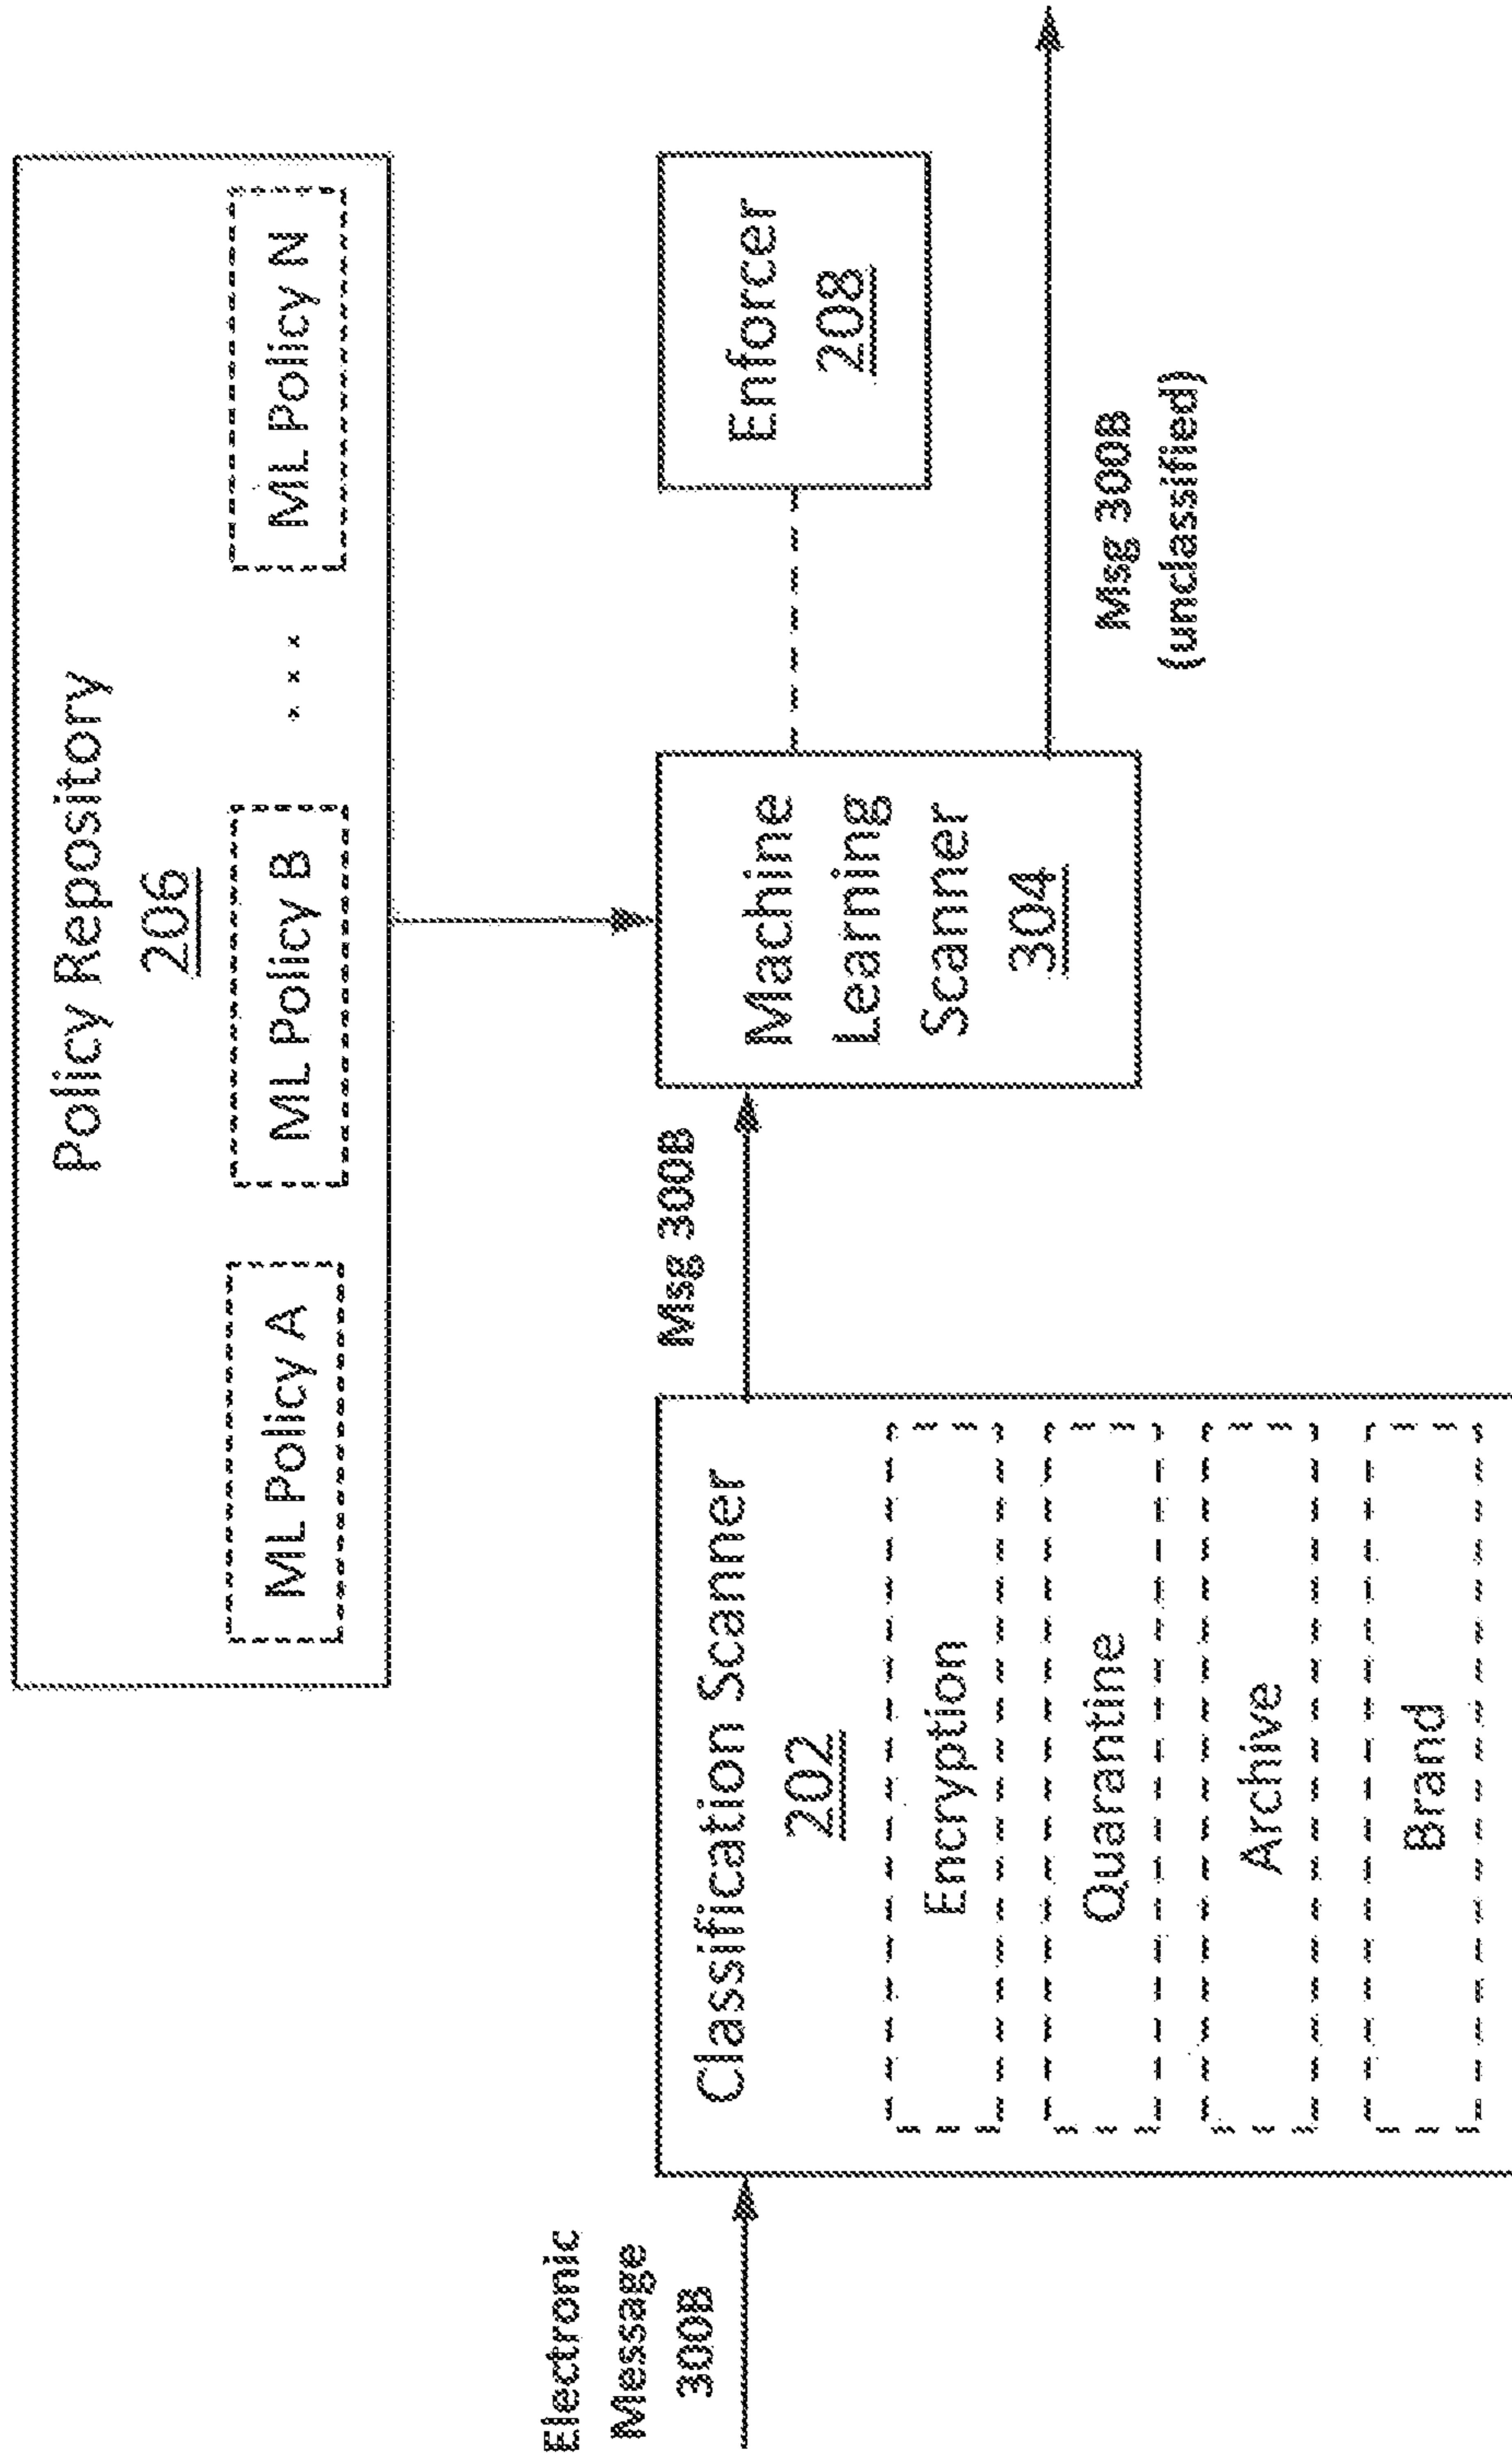 Policy Repository
206
ML Policy A
ML Policy B
. . .
ML Policy N
Electronic
Message
300B
Classification Scanner
202
Encryption
Quarantine
Archive
Brand
Msg 300B
Machine
Learning
Scanner
304
Enforcer
208
Msg 300B
(unclassified)